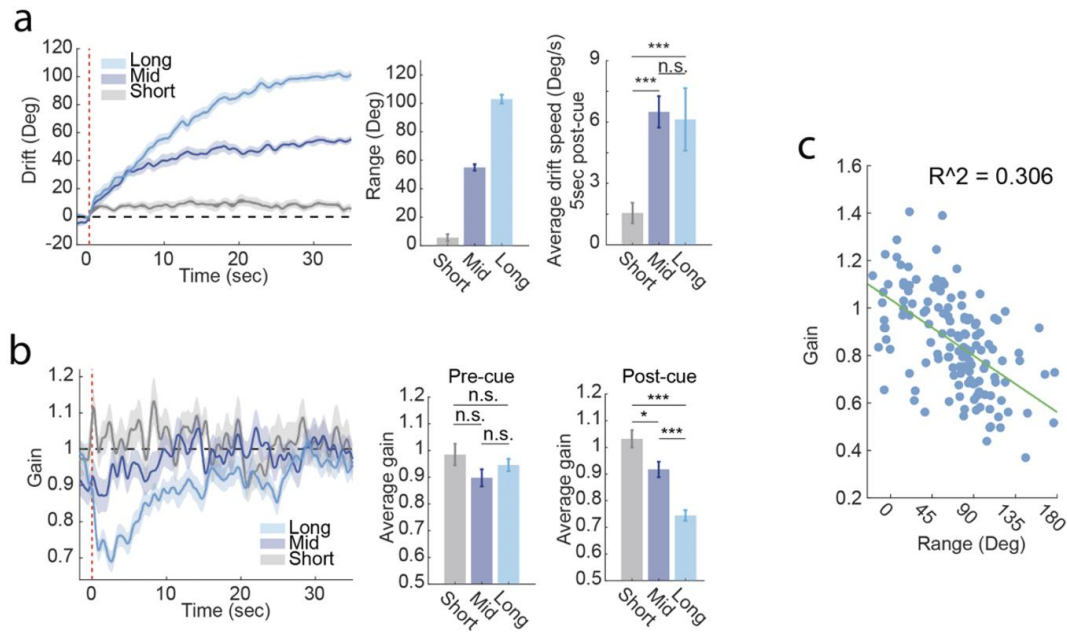 a
120
100
80
60
40
20
0
-20
Drift (Deg)
Long
Mid
Short
0
10
20
30
Time (sec)
120
100
80
60
40
20
0
Range (Deg)
Short
Mid
Long
9
6
3
0
Average drift speed (Deg/s)
5sec post-cue
***
n.s.
***
Short
Mid
Long
b
1.2
1.1
1
0.9
0.8
0.7
Gain
Long
Mid
Short
0
10
20
30
Time (sec)
Pre-cue
1.2
1.1
1
0.9
0.8
0.7
0.6
0.5
Average gain
n.s.
n.s.
n.s.
Short
Mid
Long
Post-cue
1.2
1.1
1
0.9
0.8
0.7
0.6
0.5
Average gain
***
*
***
Short
Mid
Long
c
1.6
1.4
1.2
1
0.8
0.6
0.4
0.2
Gain
R^2 = 0.306
0
45
90
135
180
Range (Deg)